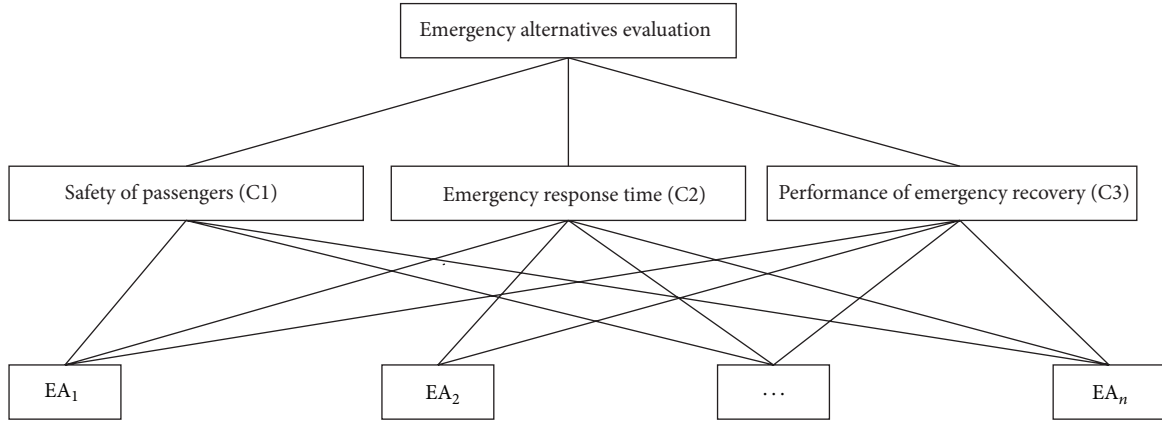 Emergency alternatives evaluation
Safety of passengers (C1)
Emergency response time (C2)
Performance of emergency recovery (C3)
EA₁
EA₂
⋯
EAₙ